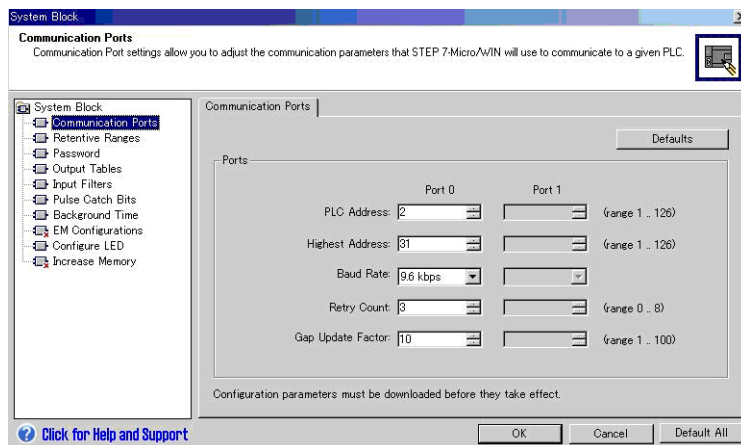 System Block
Communication Ports
Communication Port settings allow you to adjust the communication parameters that STEP 7-Micro/WIN will use to communicate to a given PLC.
System Block
Communication Ports
Retentive Ranges
Password
Output Tables
Input Filters
Pulse Catch Bits
Background Time
EM Configurations
Configure LED
Increase Memory
Communication Ports
Defaults
Ports
Port 0 Port 1
PLC Address: 2 (range 1 .. 126)
Highest Address: 31 (range 1 .. 126)
Baud Rate: 9.6 kbps
Retry Count: 3 (range 0 .. 8)
Gap Update Factor: 10 (range 1 .. 100)
Configuration parameters must be downloaded before they take effect.
Click for Help and Support
OK Cancel Default All